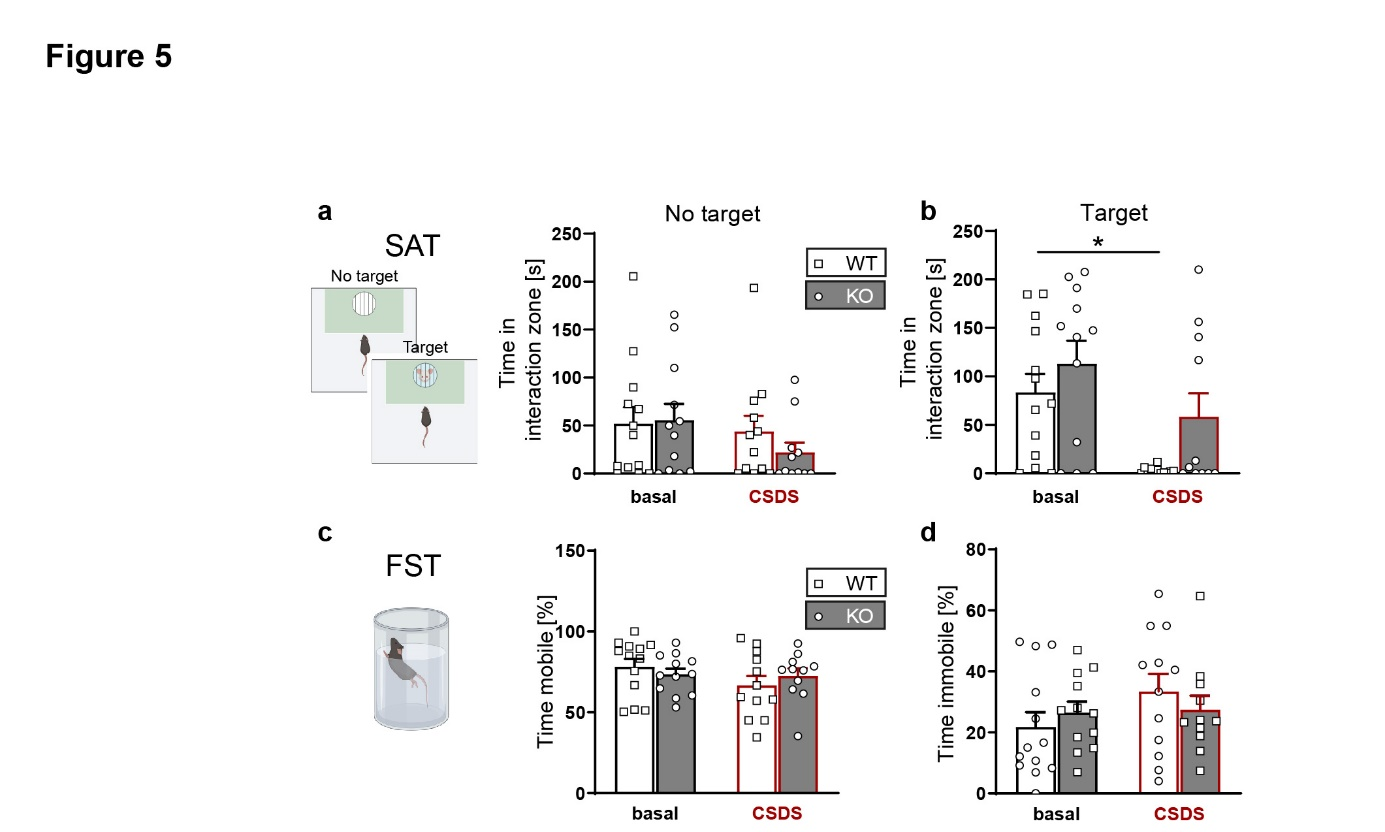 Figure 5
a
SAT
No target
Target
No target
Time in
interaction zone [s]
250
200
150
100
50
0
basal
CSDS
WT
KO
b
Target
Time in
interaction zone [s]
250
200
150
100
50
0
*
basal
CSDS
c
FST
Time mobile [%]
150
100
50
0
basal
CSDS
WT
KO
d
Time immobile [%]
80
60
40
20
0
basal
CSDS